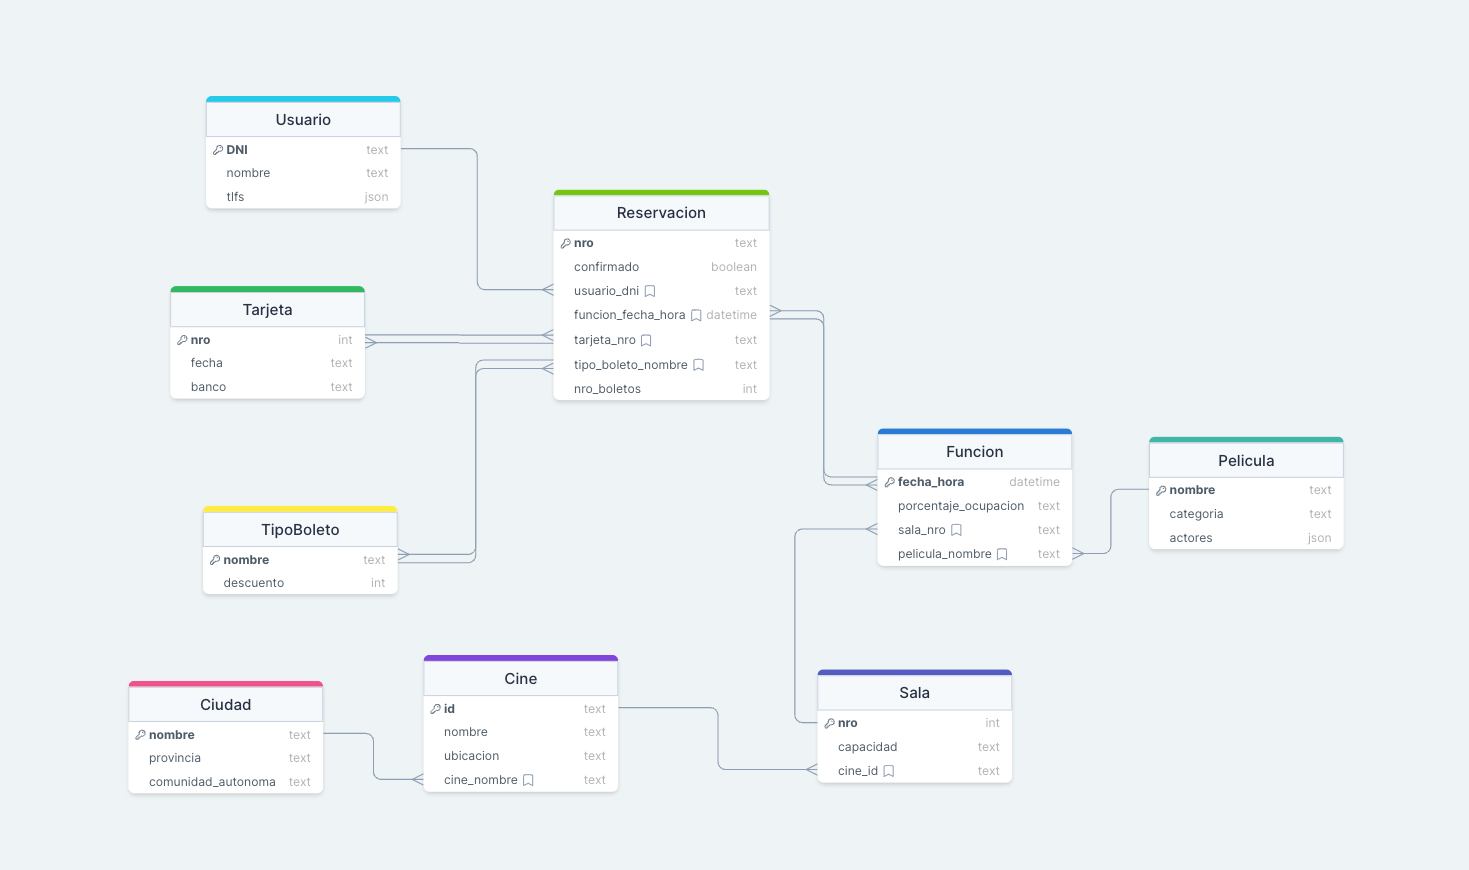 Usuario
DNI text
nombre text
tlfs json
Reservacion
nro text
confirmado boolean
usuario_dni text
funcion_fecha_hora datetime
tarjeta_nro text
tipo_boleto_nombre text
nro_boletos int
Tarjeta
nro int
fecha text
banco text
Funcion
fecha_hora datetime
porcentaje_ocupacion text
sala_nro text
pelicula_nombre text
Pelicula
nombre text
categoria text
actores json
TipoBoleto
nombre text
descuento int
Ciudad
nombre text
provincia text
comunidad_autonoma text
Cine
id text
nombre text
ubicacion text
cine_nombre text
Sala
nro int
capacidad text
cine_id text